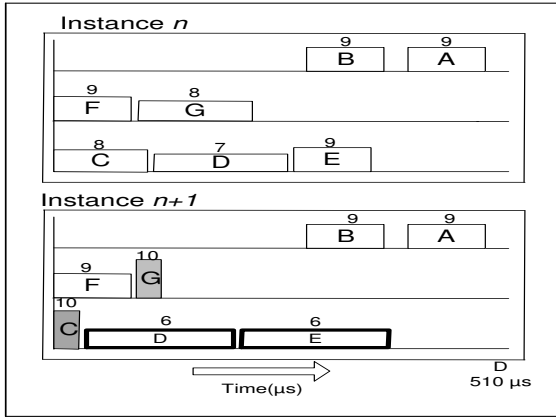 Instance n
9 9
B A
9 8
F G
8 7 9
C D E
Instance n+1
9 9
B A
9 10
F G
10 6 6
C D E
Time(µs)
D
510 µs